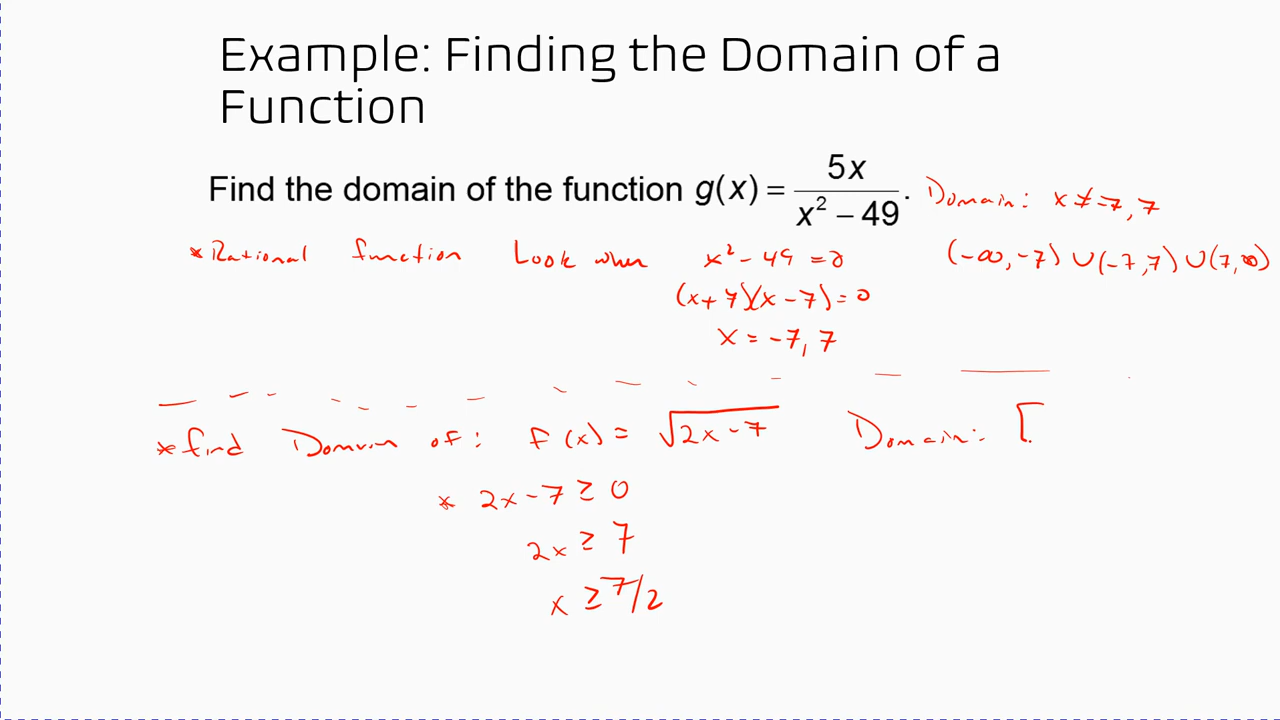 Example: Finding the Domain of a
Function
Find the domain of the function g(x) = 5x / (x² − 49). Domain: x ≠ -7, 7
*Rational function Look when x² - 49 = 0 (-∞, -7) ∪ (-7, 7) ∪ (7, ∞)
(x + 7)(x - 7) = 0
x = -7, 7
*find Domain of: f(x) = √(2x - 7) Domain: [
* 2x - 7 ≥ 0
2x ≥ 7
x ≥ 7/2